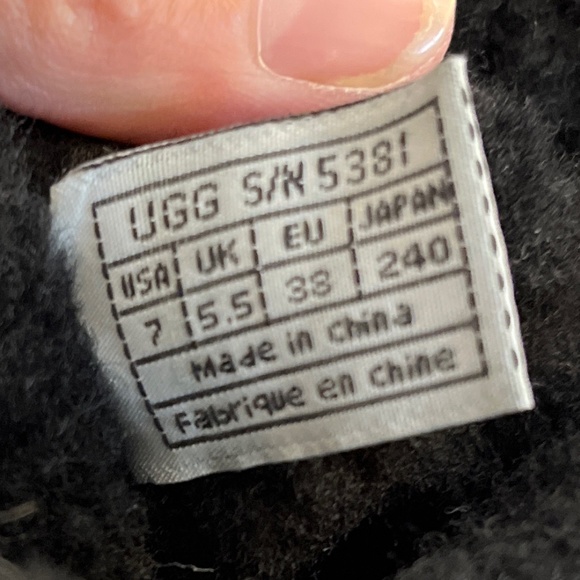 UGG S/N 5381
USA UK EU JAPAN
7 5.5 38 240
Made in China
Fabrique en Chine